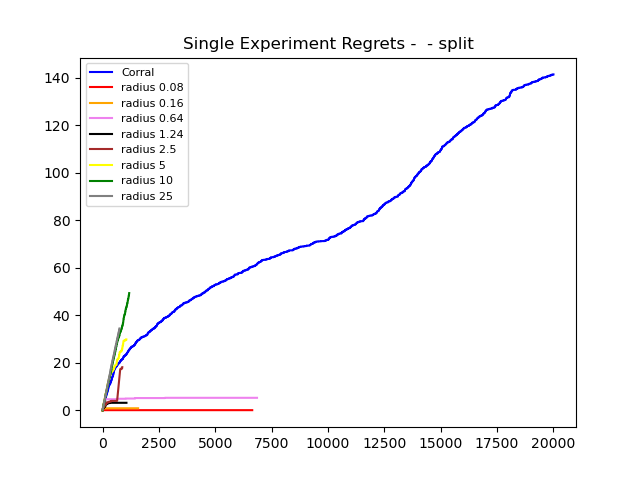 Single Experiment Regrets -  - split
Corral
radius 0.08
radius 0.16
radius 0.64
radius 1.24
radius 2.5
radius 5
radius 10
radius 25
140
120
100
80
60
40
20
0
0 2500 5000 7500 10000 12500 15000 17500 20000